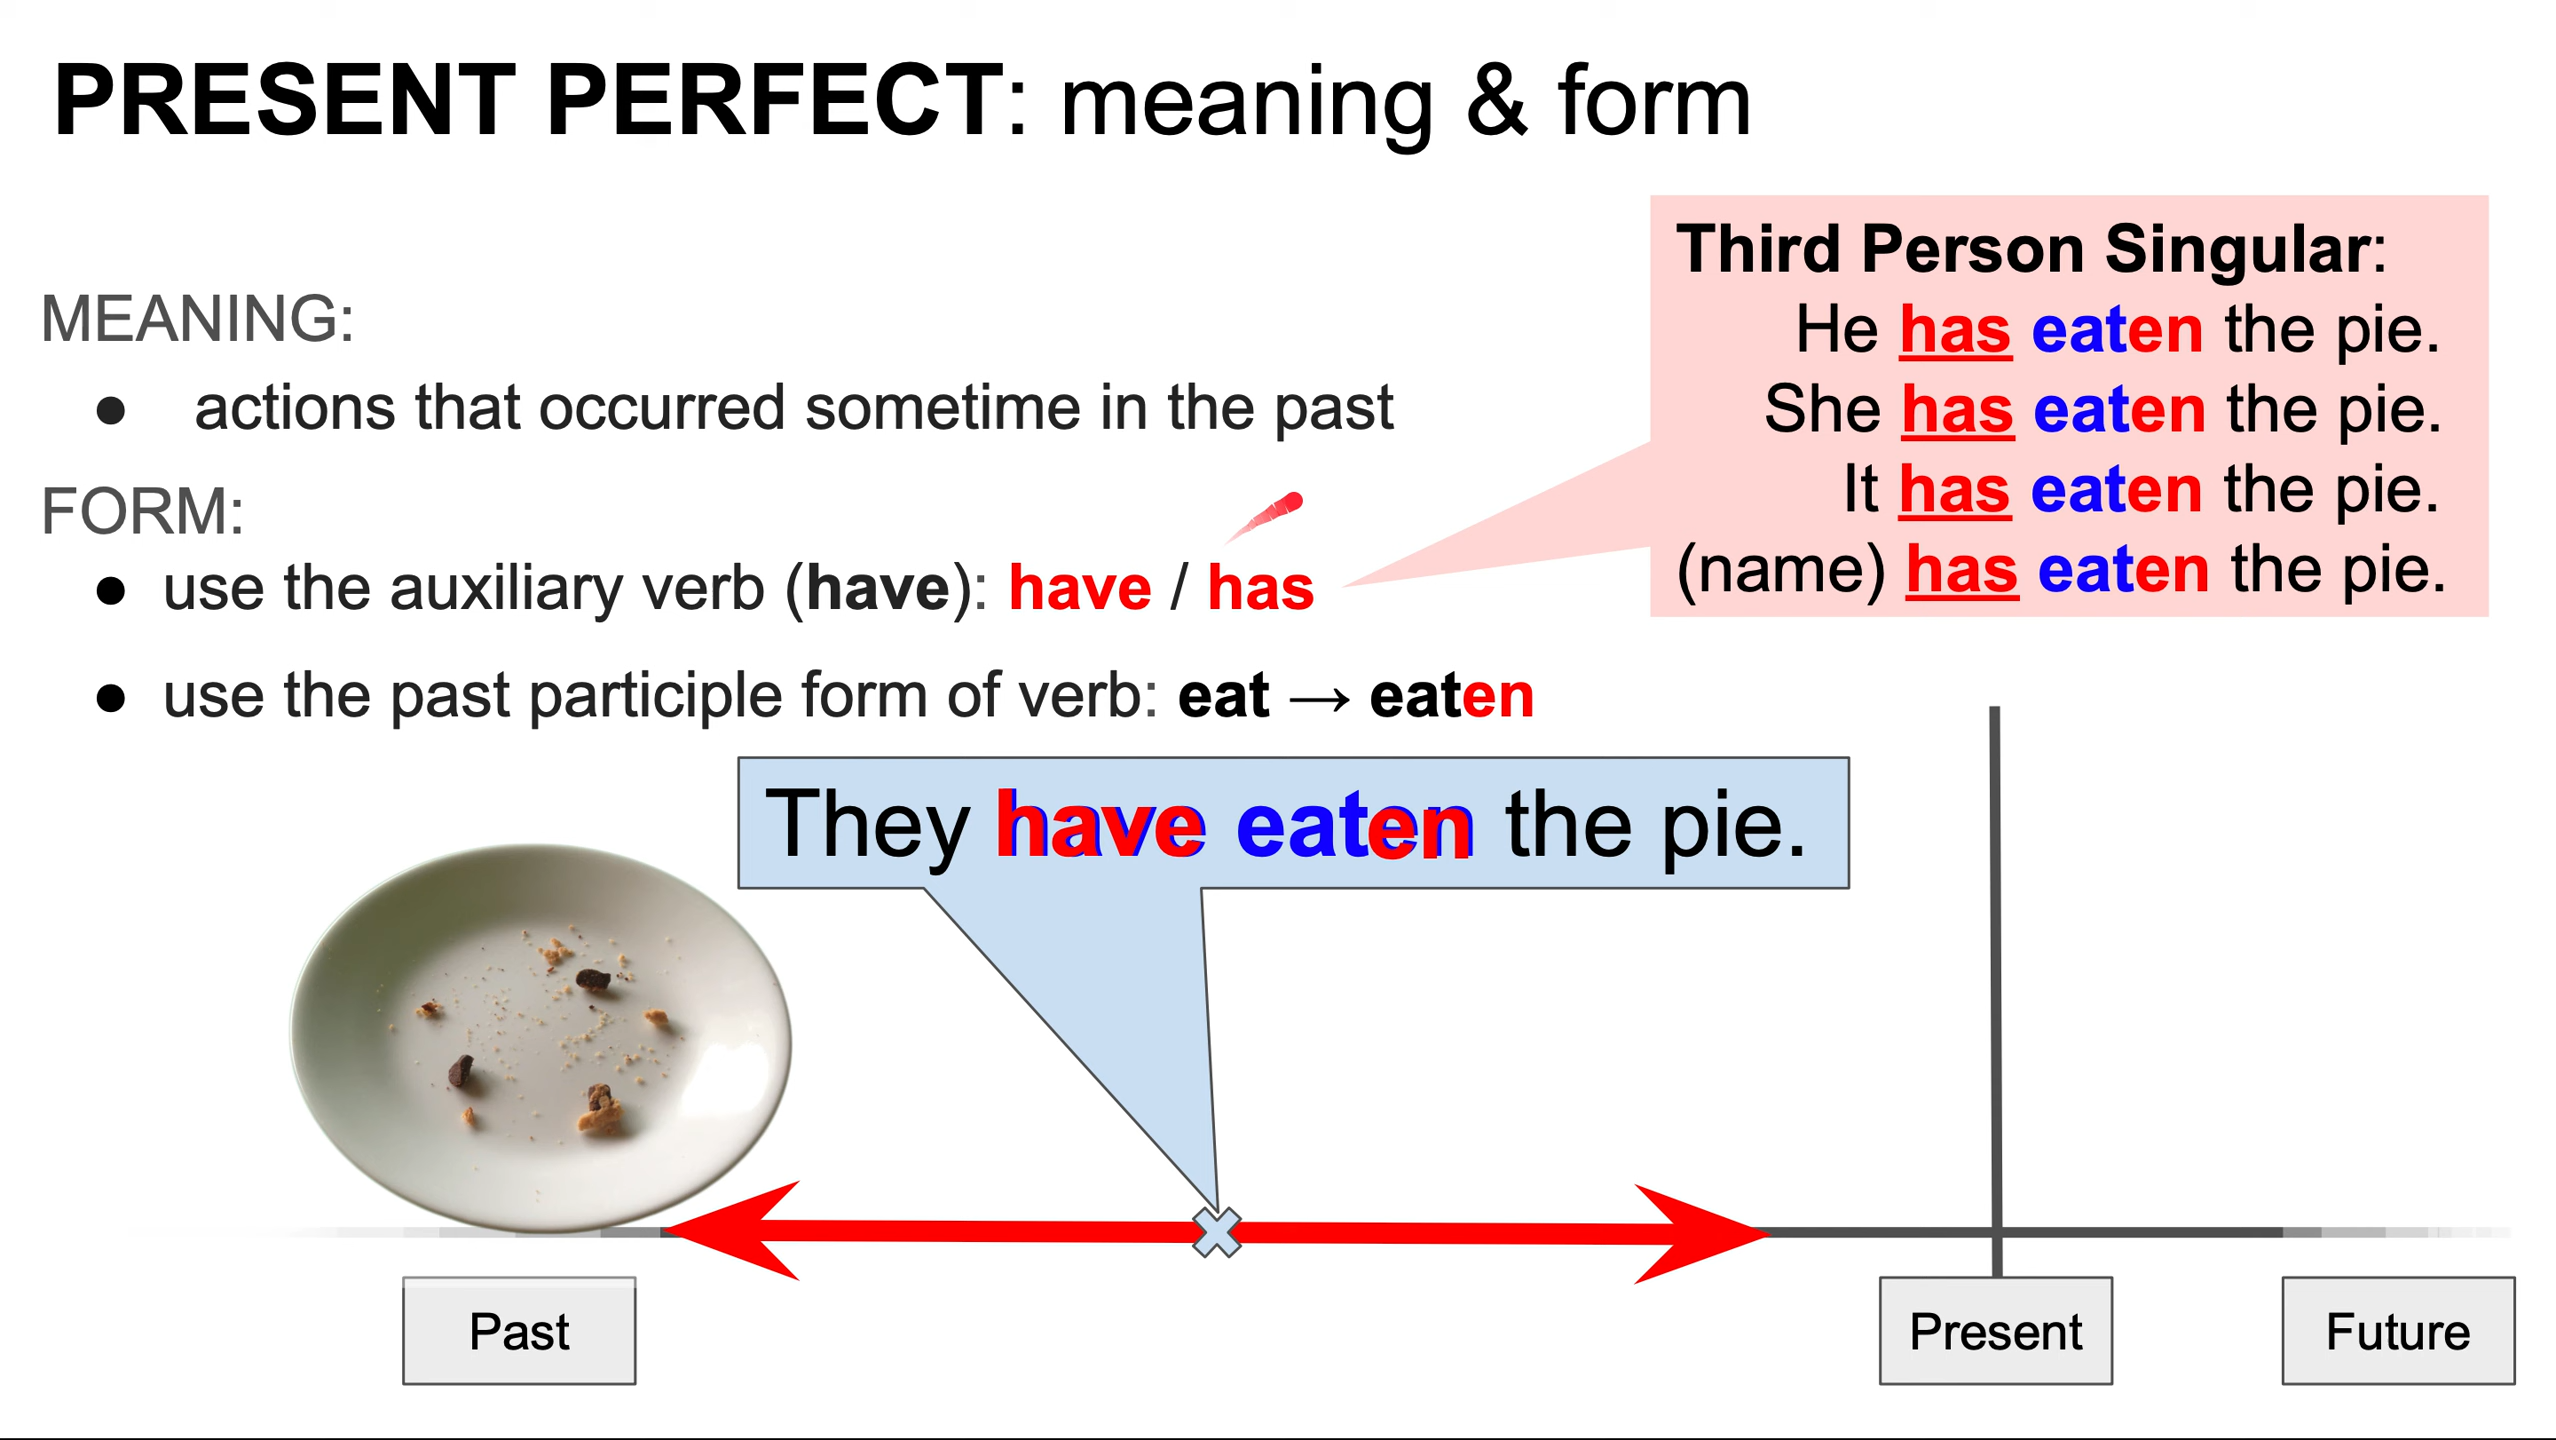 PRESENT PERFECT: meaning & form
MEANING:
● actions that occurred sometime in the past
FORM:
● use the auxiliary verb (have): have / has
● use the past participle form of verb: eat → eaten
Third Person Singular:
He has eaten the pie.
She has eaten the pie.
It has eaten the pie.
(name) has eaten the pie.
They have eaten the pie.
Past
Present
Future